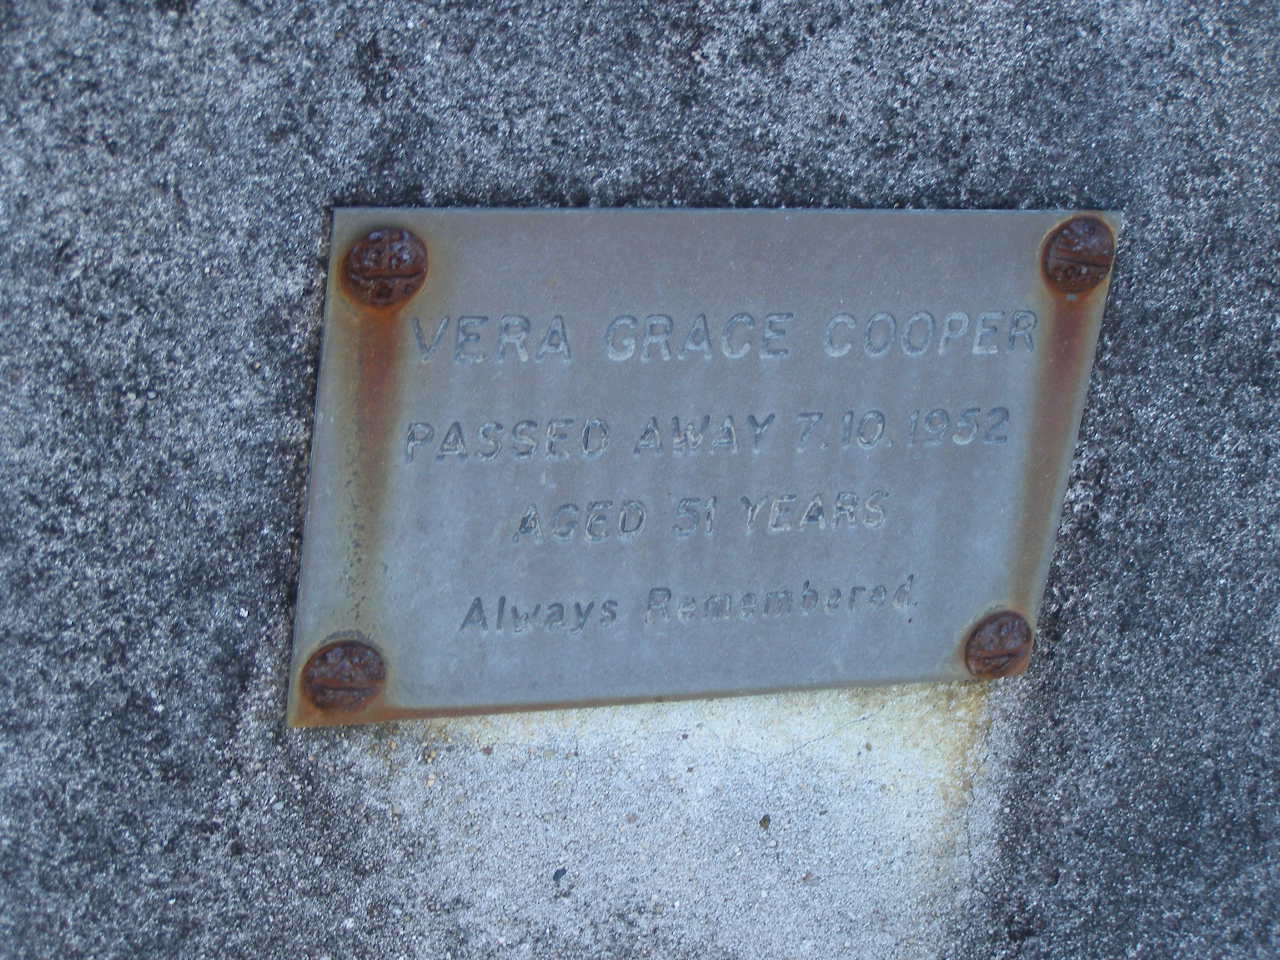 VERA GRACE COOPER
PASSED AWAY 7.10.1952
AGED 51 YEARS
Always Remembered.